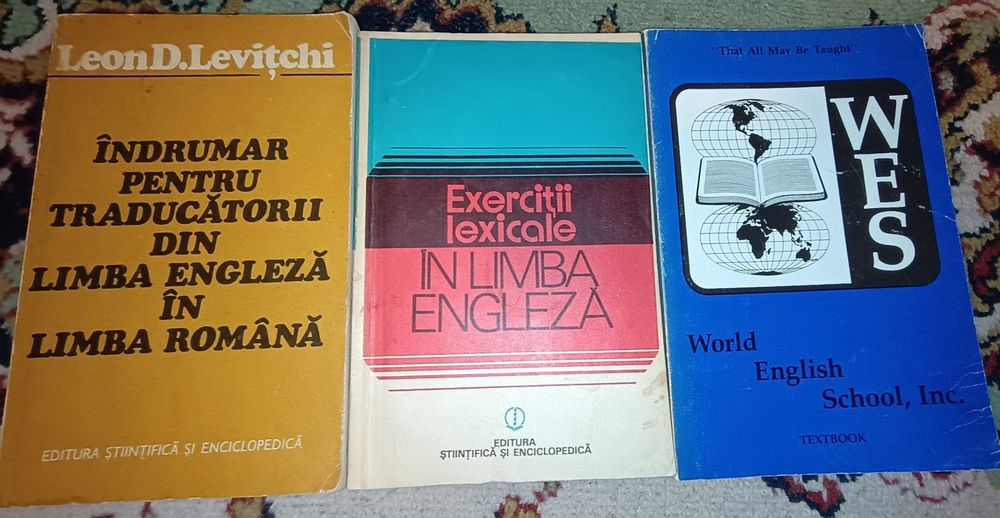 Leon D. Levițchi
ÎNDRUMAR
PENTRU
TRADUCĂTORII
DIN
LIMBA ENGLEZĂ
ÎN
LIMBA ROMÂNĂ
EDITURA ȘTIINȚIFICĂ ȘI ENCICLOPEDICĂ
Exerciții
lexicale
ÎN LIMBA
ENGLEZĂ
EDITURA
ȘTIINȚIFICĂ ȘI ENCICLOPEDICĂ
"That All May Be Taught"
WES
World
English
School, Inc.
TEXTBOOK